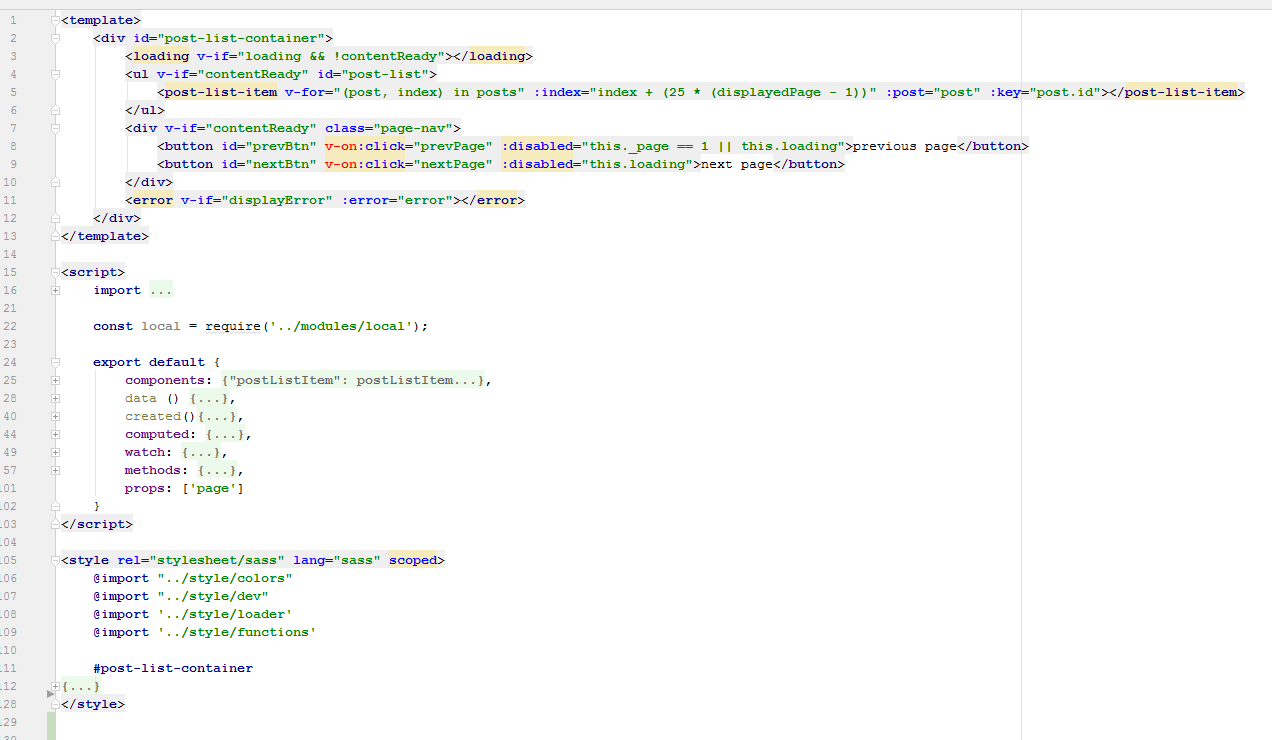 1 <template>
2 <div id="post-list-container">
3 <loading v-if="loading && !contentReady"></loading>
4 <ul v-if="contentReady" id="post-list">
5 <post-list-item v-for="(post, index) in posts" :index="index + (25 * (displayedPage - 1))" :post="post" :key="post.id"></post-list-item>
6 </ul>
7 <div v-if="contentReady" class="page-nav">
8 <button id="prevBtn" v-on:click="prevPage" :disabled="this._page == 1 || this.loading">previous page</button>
9 <button id="nextBtn" v-on:click="nextPage" :disabled="this.loading">next page</button>
10 </div>
11 <error v-if="displayError" :error="error"></error>
12 </div>
13 </template>
14
15 <script>
16 import ...
21
22 const local = require('../modules/local');
23
24 export default {
25 components: {"postListItem": postListItem...},
28 data () {...},
40 created(){...},
44 computed: {...},
49 watch: {...},
57 methods: {...},
101 props: ['page']
102 }
103 </script>
104
105 <style rel="stylesheet/sass" lang="sass" scoped>
106 @import "../style/colors"
107 @import "../style/dev"
108 @import '../style/loader'
109 @import '../style/functions'
110
111 #post-list-container
112 {...}
128 </style>
129